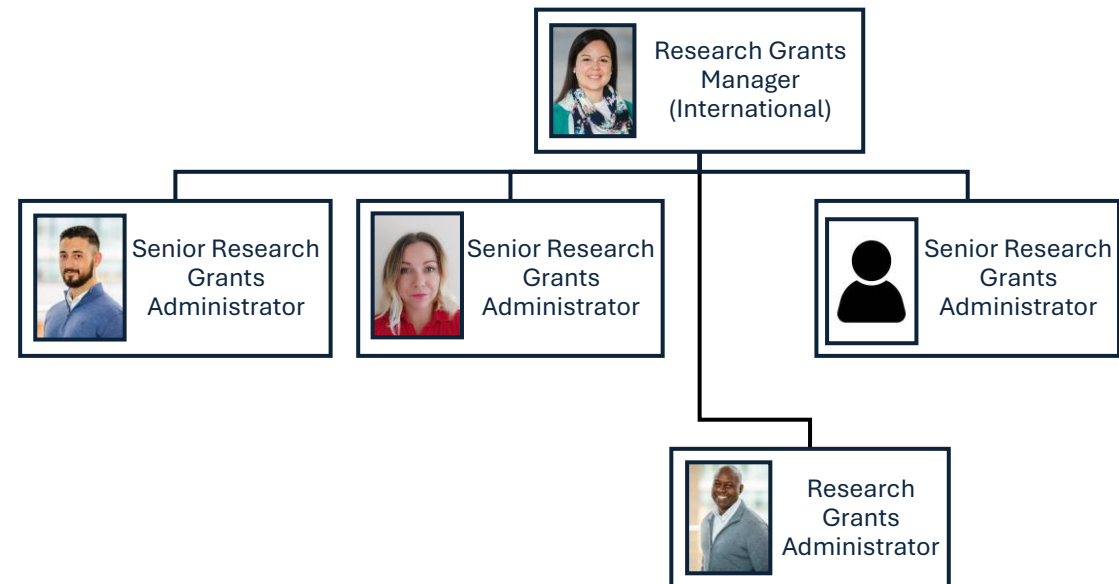 Research Grants
Manager
(International)
Senior Research
Grants
Administrator
Senior Research
Grants
Administrator
Senior Research
Grants
Administrator
Research
Grants
Administrator